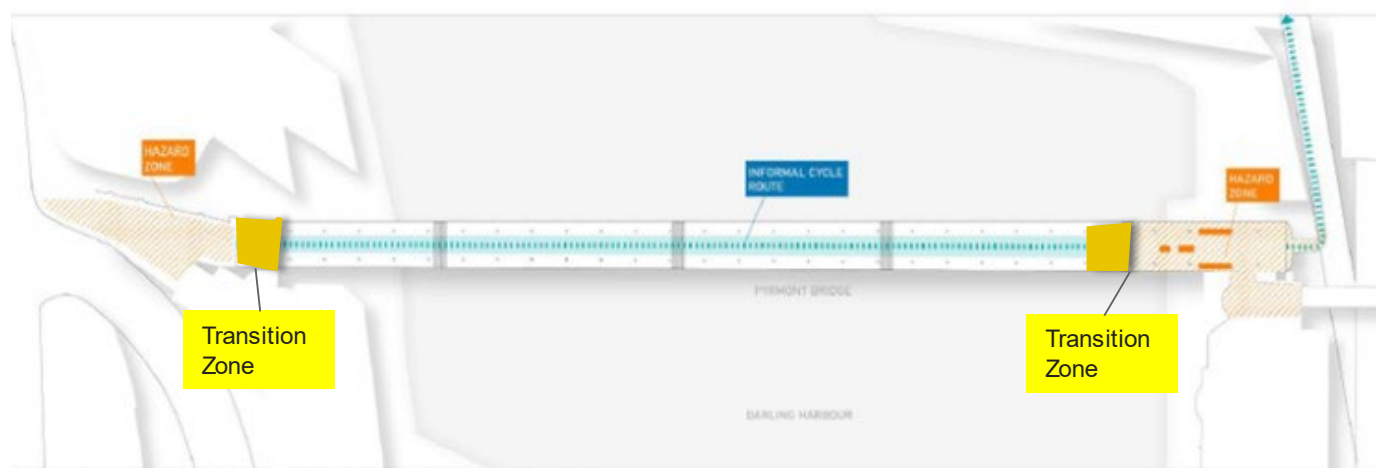 HAZARD
ZONE
INFORMAL CYCLE
ROUTE
HAZARD
ZONE
PYRMONT BRIDGE
Transition
Zone
Transition
Zone
DARLING HARBOUR